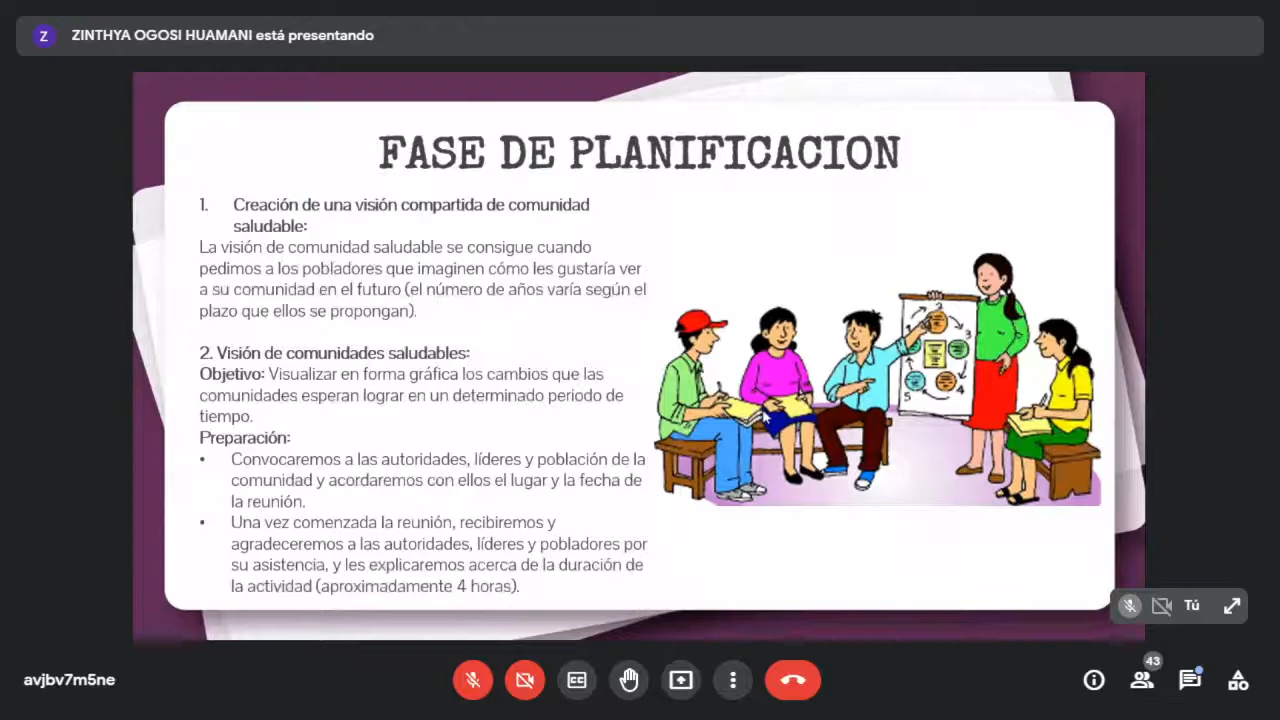 Z ZINTHYA OGOSI HUAMANI está presentando
FASE DE PLANIFICACION
1. Creación de una visión compartida de comunidad
saludable:
La visión de comunidad saludable se consigue cuando
pedimos a los pobladores que imaginen cómo les gustaría ver
a su comunidad en el futuro (el número de años varía según el
plazo que ellos se propongan).
2. Visión de comunidades saludables:
Objetivo: Visualizar en forma gráfica los cambios que las
comunidades esperan lograr en un determinado periodo de
tiempo.
Preparación:
• Convocaremos a las autoridades, líderes y población de la
comunidad y acordaremos con ellos el lugar y la fecha de
la reunión.
• Una vez comenzada la reunión, recibiremos y
agradeceremos a las autoridades, líderes y pobladores por
su asistencia, y les explicaremos acerca de la duración de
la actividad (aproximadamente 4 horas).
2
3
4
5
Tú
avjbv7m5ne
CC
43